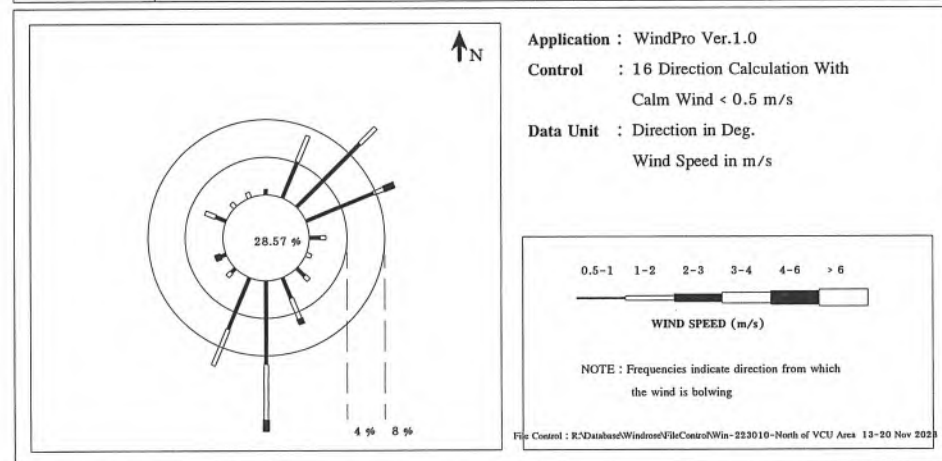 N
28.57 %
4 % 8 %
Application : WindPro Ver.1.0
Control : 16 Direction Calculation With
Calm Wind < 0.5 m/s
Data Unit : Direction in Deg.
Wind Speed in m/s
0.5-1 1-2 2-3 3-4 4-6 > 6
WIND SPEED (m/s)
NOTE : Frequencies indicate direction from which
the wind is bolwing
File Control : R:\Database\Windrose\FileControl\Win-223010-North of VCU Area 13-20 Nov